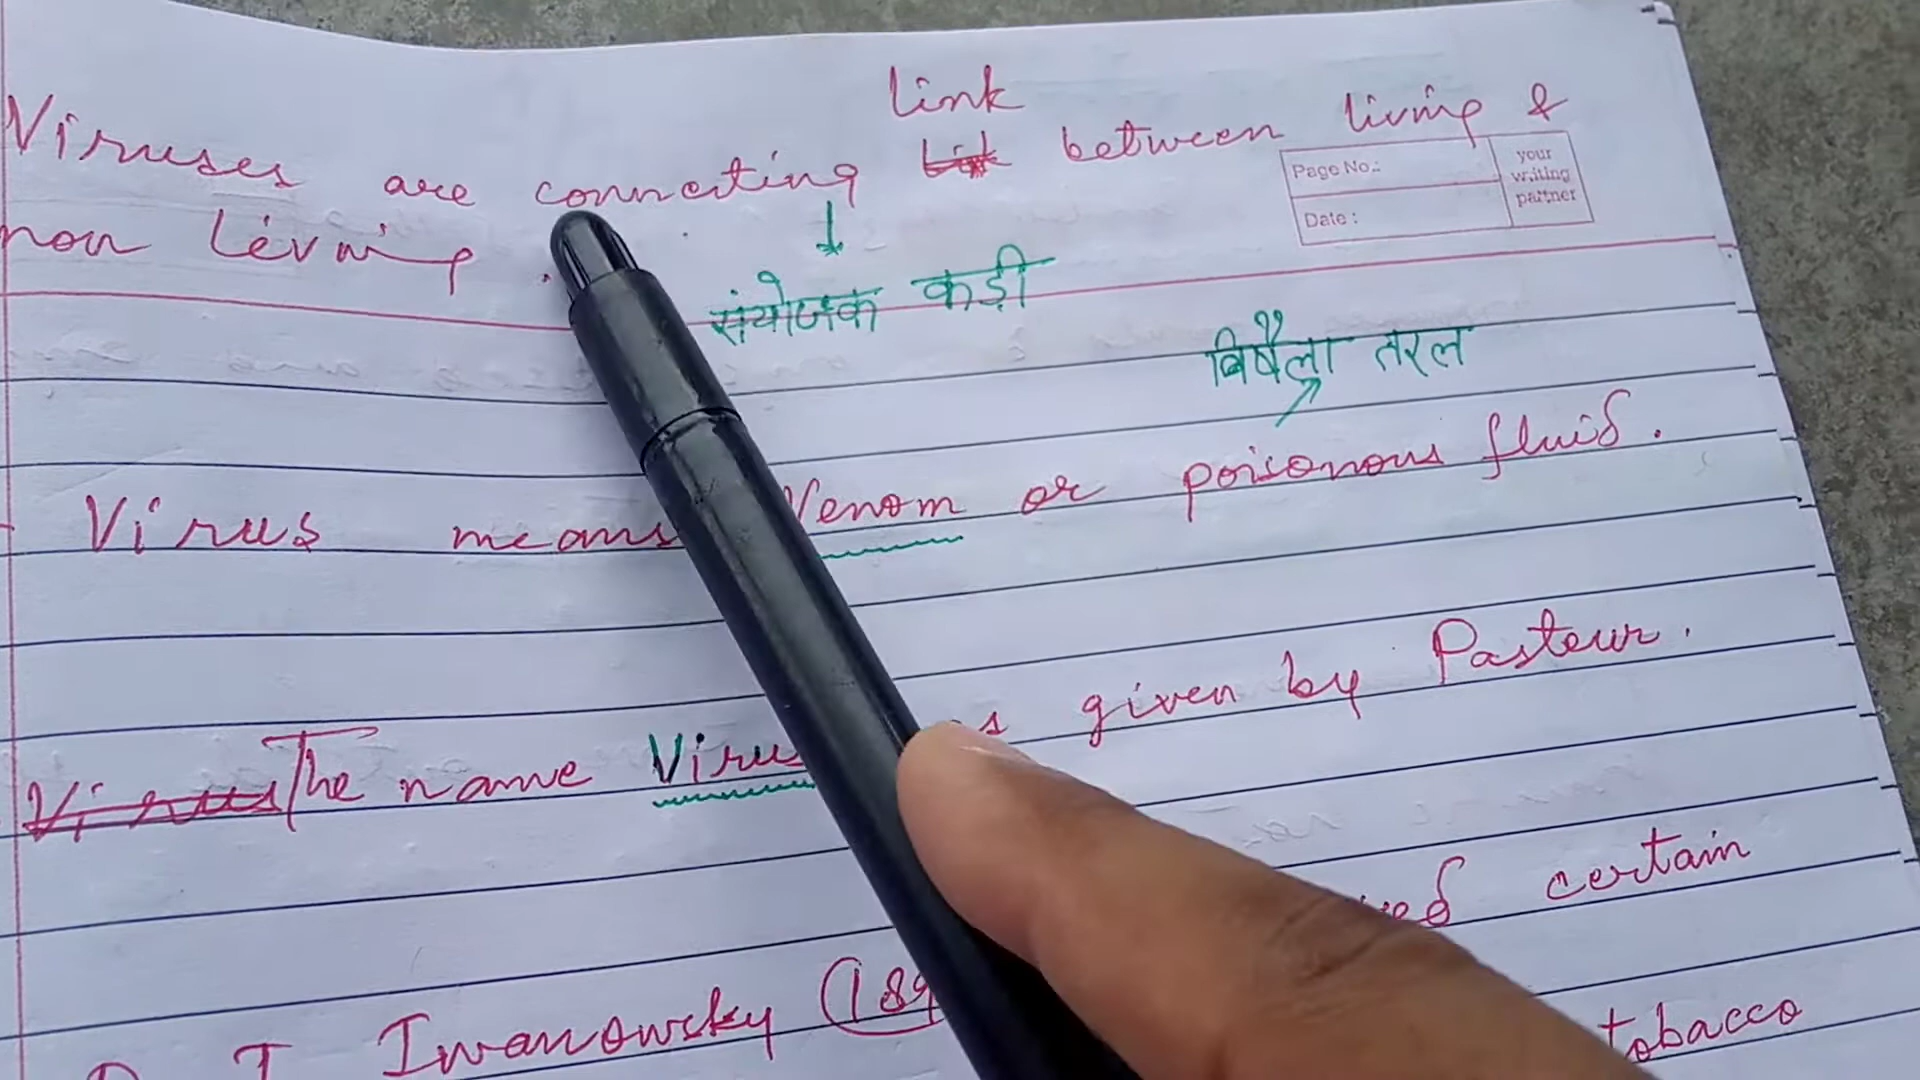 link
Viruses are connecting between living &
non living.
Page No.:
Date :
your
writing
partner
संयोजक कड़ी
विषैला तरल
Virus means Venom or poisonous fluid.
The name Virus given by Pasteur.
certain
D. J Iwanowsky
tobacco